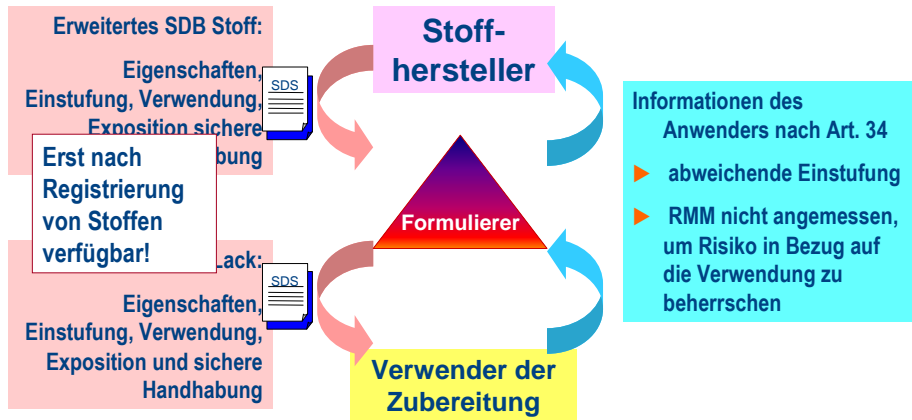 Erweitertes SDB Stoff:
Eigenschaften,
Einstufung, Verwendung,
Exposition sichere
bung
SDS
Erst nach
Registrierung
von Stoffen
verfügbar!
Lack:
Eigenschaften,
Einstufung, Verwendung,
Exposition und sichere
Handhabung
SDS
Stoff-
hersteller
Formulierer
Verwender der
Zubereitung
Informationen des
Anwenders nach Art. 34
abweichende Einstufung
RMM nicht angemessen,
um Risiko in Bezug auf
die Verwendung zu
beherrschen